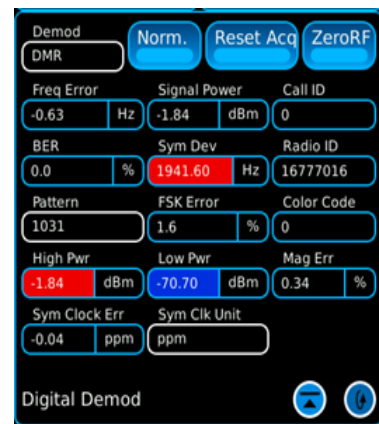 Demod
DMR
Norm.
Reset Acq
ZeroRF
Freq Error
Signal Power
Call ID
-0.63 Hz
-1.84 dBm
0
BER
Sym Dev
Radio ID
0.0 %
1941.60 Hz
16777016
Pattern
FSK Error
Color Code
1031
1.6 %
0
High Pwr
Low Pwr
Mag Err
-1.84 dBm
-70.70 dBm
0.34 %
Sym Clock Err
Sym Clk Unit
-0.04 ppm
ppm
Digital Demod